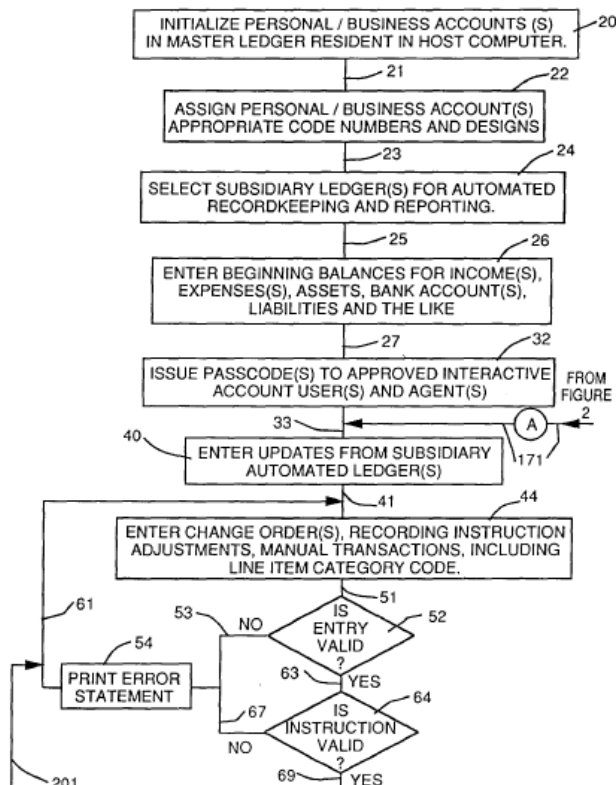 INITIALIZE PERSONAL / BUSINESS ACCOUNTS (S)
IN MASTER LEDGER RESIDENT IN HOST COMPUTER.
20
21
22
ASSIGN PERSONAL / BUSINESS ACCOUNT(S)
APPROPRIATE CODE NUMBERS AND DESIGNS
23
24
SELECT SUBSIDIARY LEDGER(S) FOR AUTOMATED
RECORDKEEPING AND REPORTING.
25
26
ENTER BEGINNING BALANCES FOR INCOME(S),
EXPENSES(S), ASSETS, BANK ACCOUNT(S),
LIABILITIES AND THE LIKE
27
32
ISSUE PASSCODE(S) TO APPROVED INTERACTIVE
ACCOUNT USER(S) AND AGENT(S)
FROM
FIGURE
2
A
33
171
40
ENTER UPDATES FROM SUBSIDIARY
AUTOMATED LEDGER(S)
41
44
ENTER CHANGE ORDER(S), RECORDING INSTRUCTION
ADJUSTMENTS, MANUAL TRANSACTIONS, INCLUDING
LINE ITEM CATEGORY CODE.
51
61
53
NO
IS
ENTRY
VALID
?
52
54
PRINT ERROR
STATEMENT
63
YES
64
67
NO
IS
INSTRUCTION
VALID
?
69
YES
201